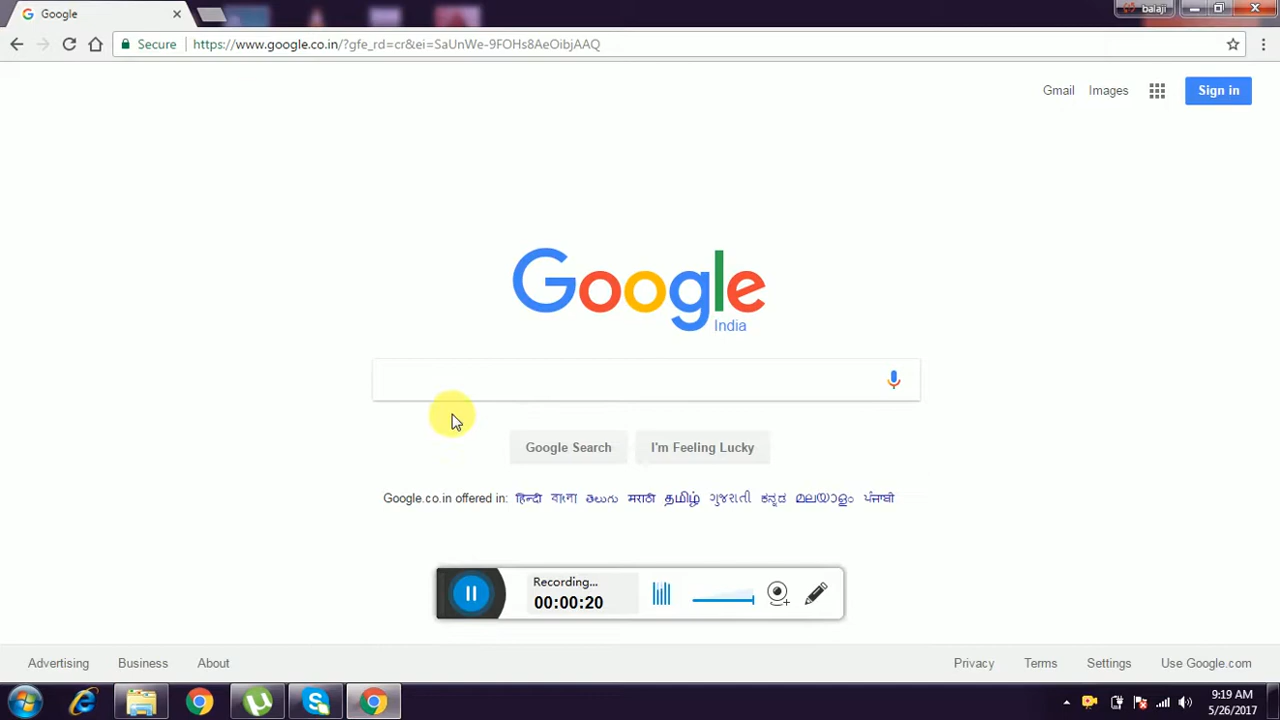 Google
balaji
Secure https://www.google.co.in/?gfe_rd=cr&ei=SaUnWe-9FOHs8AeOibjAAQ
Gmail Images Sign in
Google
India
Google Search I'm Feeling Lucky
Google.co.in offered in: हिन्दी বাংলা తెలుగు मराठी தமிழ் ગુજરાતી ಕನ್ನಡ മലയാളം ਪੰਜਾਬੀ
Recording...
00:00:20
Advertising Business About Privacy Terms Settings Use Google.com
9:19 AM
5/26/2017